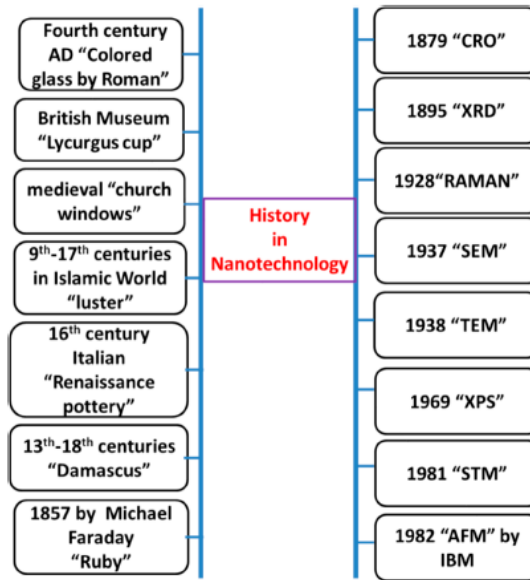 Fourth century
AD “Colored
glass by Roman”
British Museum
“Lycurgus cup”
medieval “church
windows”
9th-17th centuries
in Islamic World
“luster”
16th century
Italian
“Renaissance
pottery”
13th-18th centuries
“Damascus”
1857 by Michael
Faraday
“Ruby”
History
in
Nanotechnology
1879 “CRO”
1895 “XRD”
1928“RAMAN”
1937 “SEM”
1938 “TEM”
1969 “XPS”
1981 “STM”
1982 “AFM” by
IBM